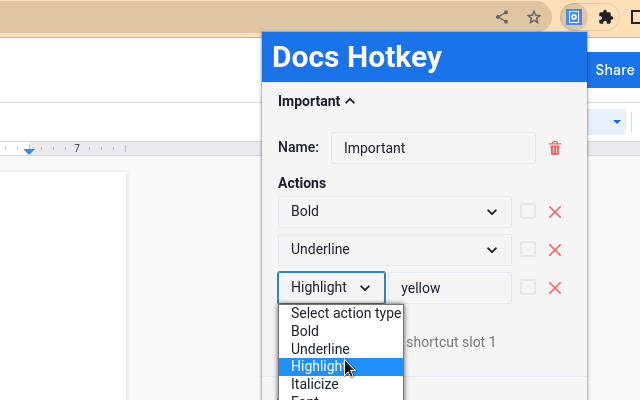 Docs Hotkey
Share
Important
7
Name: Important
Actions
Bold
Underline
Highlight yellow
Select action type
Bold
Underline
shortcut slot 1
Highlight
Italicize